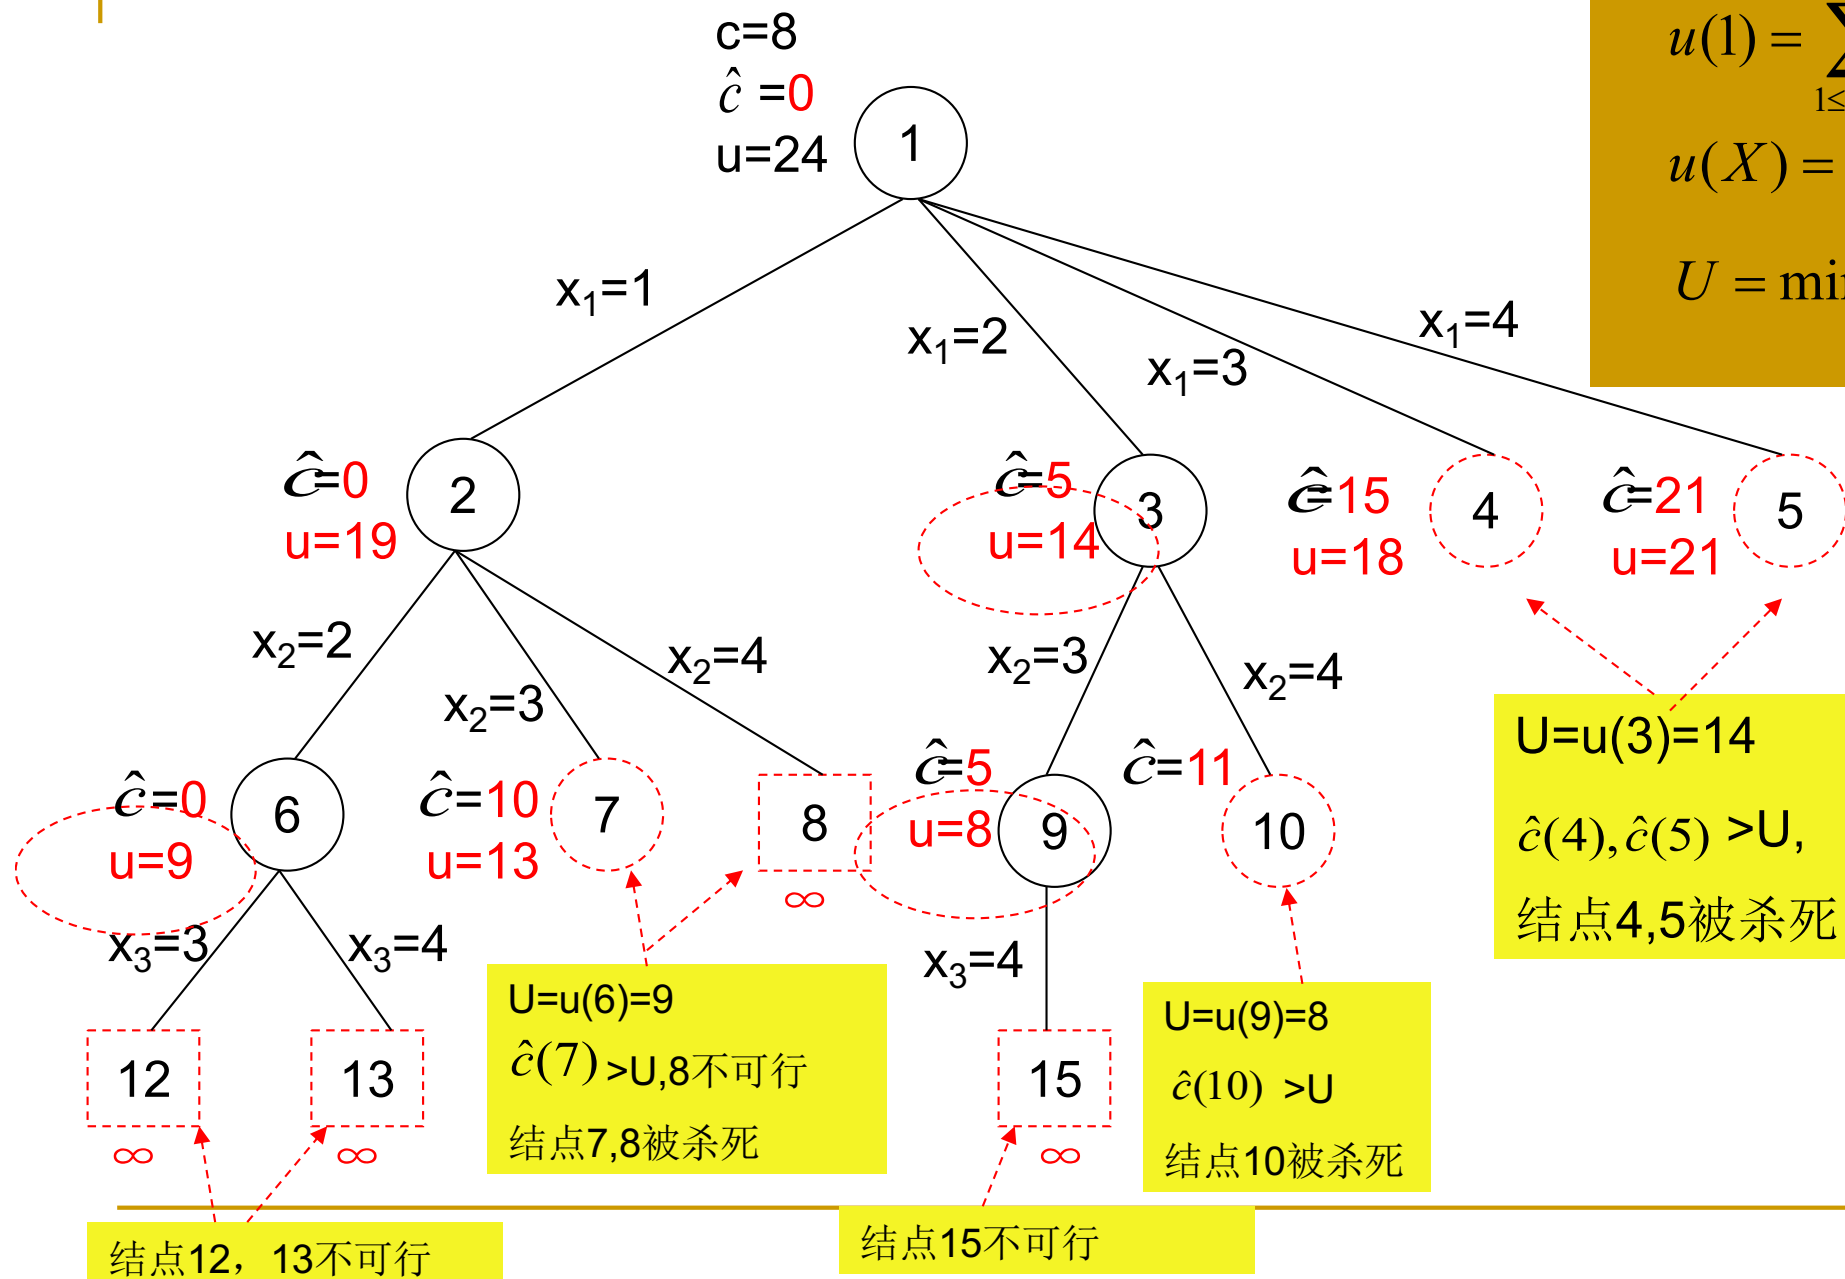 c=8
ĉ =0
u=24
1
u(1) = ∑
1≤
u(X) =
U = min
x₁=1
x₁=2
x₁=3
x₁=4
ĉ=0
u=19
2
ĉ=5
u=14
3
ĉ=15
u=18
4
ĉ=21
u=21
5
x₂=2
x₂=3
x₂=4
x₂=3
x₂=4
U=u(3)=14
ĉ(4),ĉ(5) >U,
结点4,5被杀死
ĉ=0
u=9
6
ĉ=10
u=13
7
8
∞
ĉ=5
u=8
9
ĉ=11
10
x₃=3
x₃=4
x₃=4
U=u(6)=9
ĉ(7) >U,8不可行
结点7,8被杀死
U=u(9)=8
ĉ(10) >U
结点10被杀死
12
∞
13
∞
15
∞
结点12，13不可行
结点15不可行